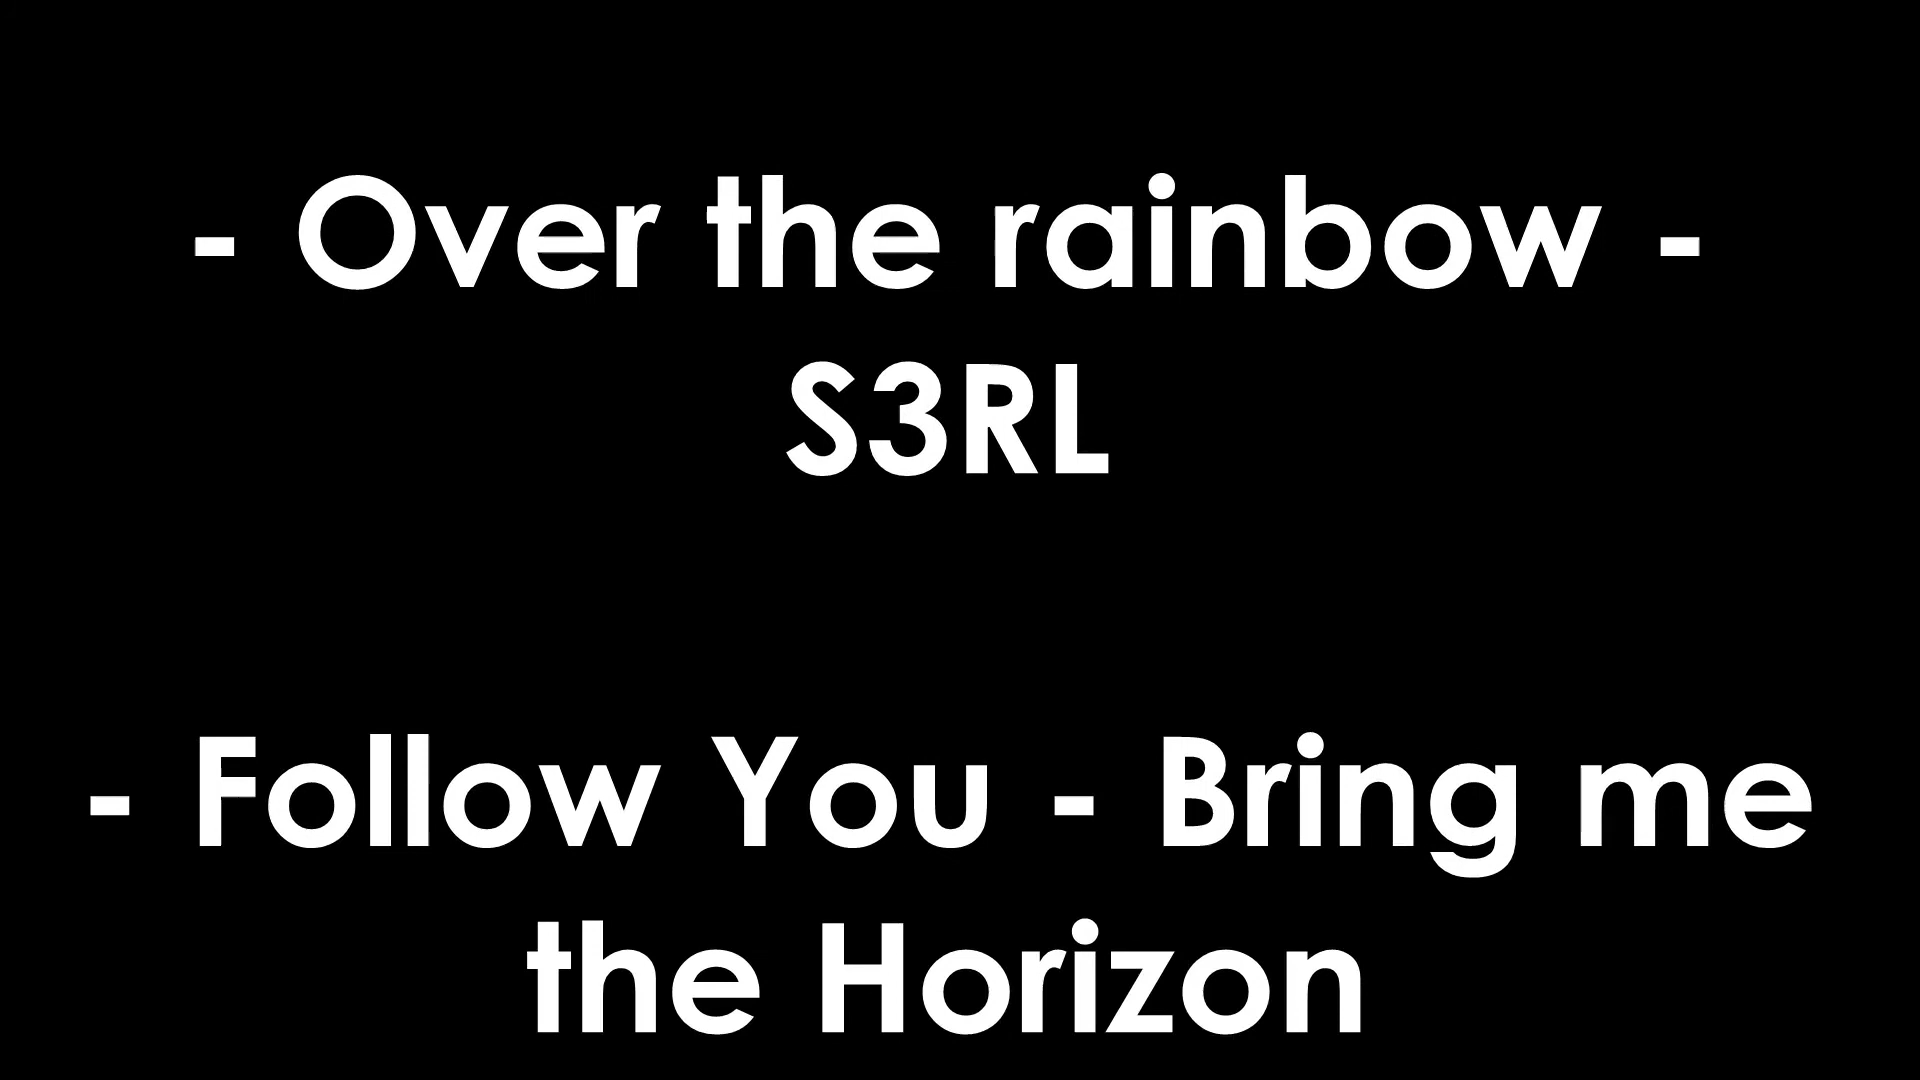 - Over the rainbow -
S3RL
- Follow You - Bring me
the Horizon